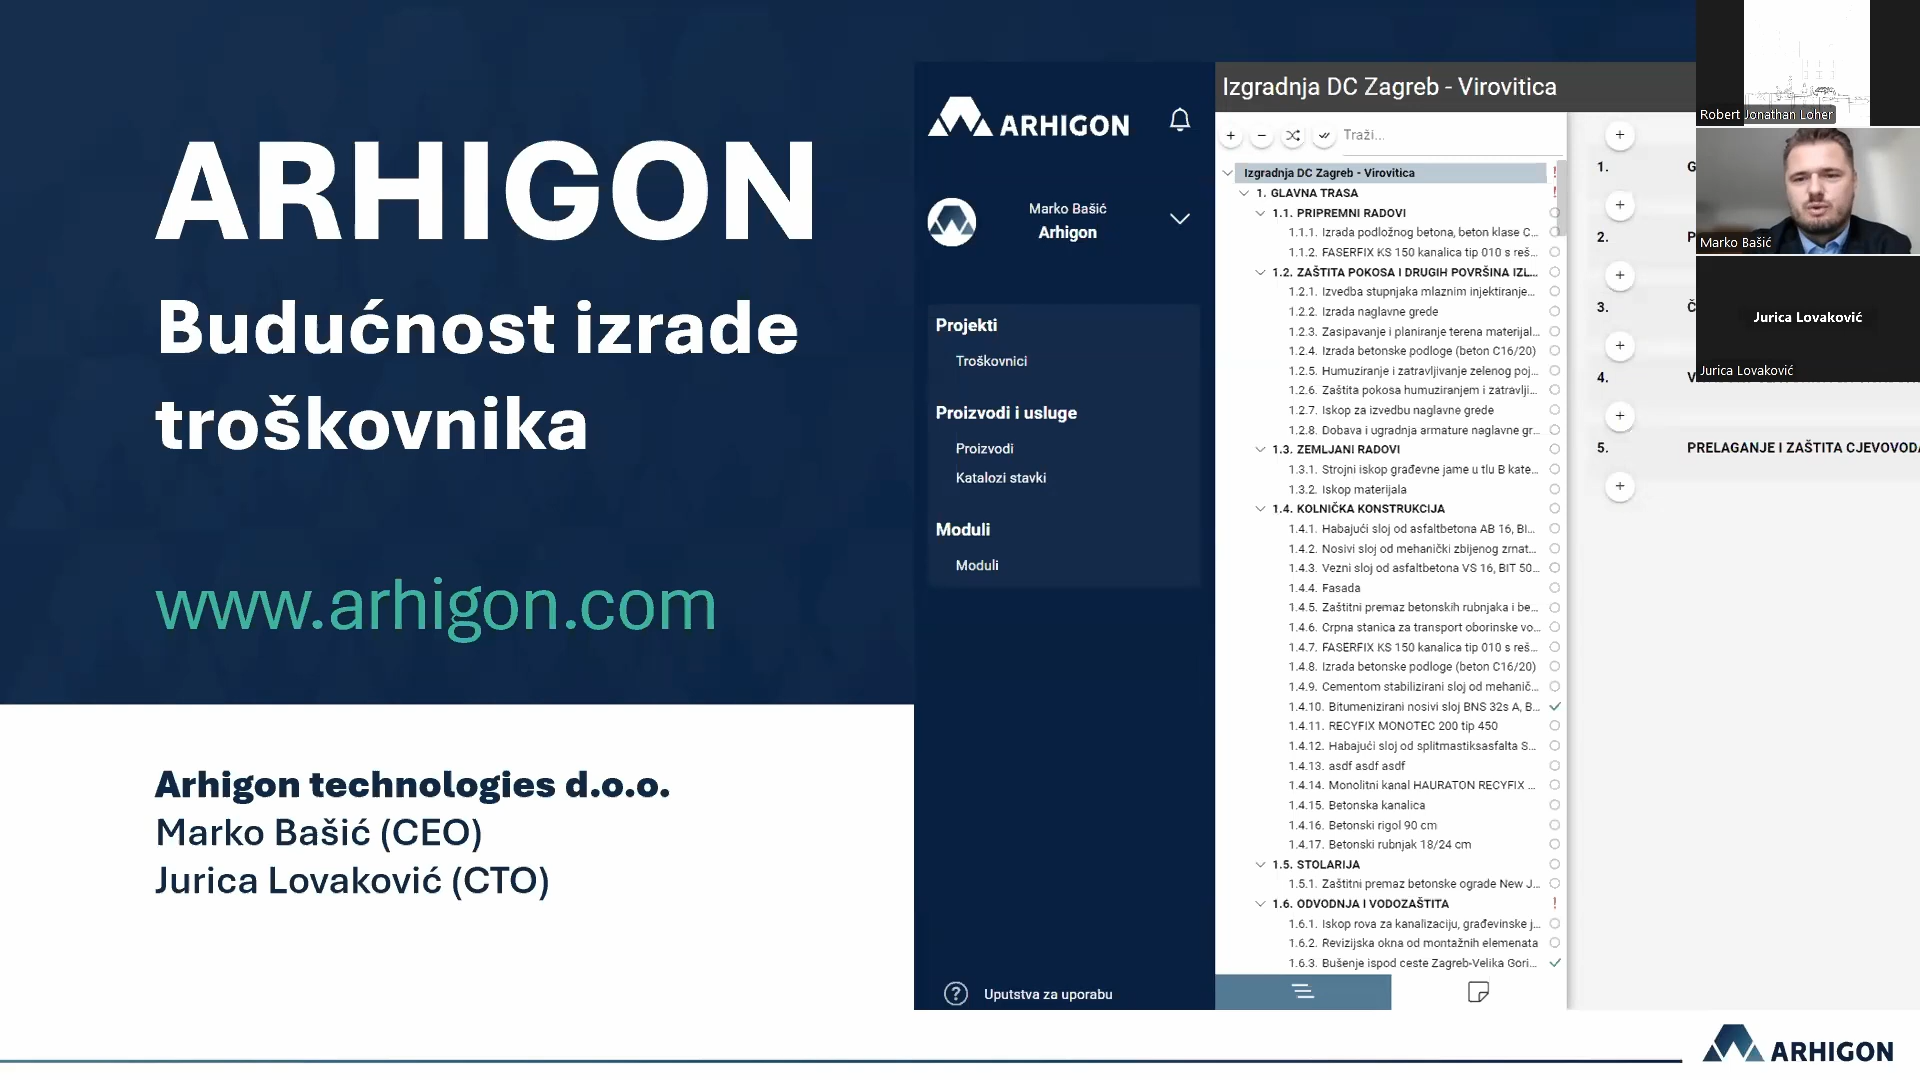 ARHIGON
Budućnost izrade
troškovnika
www.arhigon.com
Arhigon technologies d.o.o.
Marko Bašić (CEO)
Jurica Lovaković (CTO)
ARHIGON
Marko Bašić
Arhigon
Projekti
Troškovnici
Proizvodi i usluge
Proizvodi
Katalozi stavki
Moduli
Moduli
Uputstva za uporabu
Izgradnja DC Zagreb - Virovitica
Traži...
Izgradnja DC Zagreb - Virovitica
1. GLAVNA TRASA
1.1. PRIPREMNI RADOVI
1.1.1. Izrada podložnog betona, beton klase C...
1.1.2. FASERFIX KS 150 kanalica tip 010 s reš...
1.2. ZAŠTITA POKOSA I DRUGIH POVRŠINA IZL...
1.2.1. Izvedba stupnjaka mlaznim injektiranje...
1.2.2. Izrada naglavne grede
1.2.3. Zasipavanje i planiranje terena materijal...
1.2.4. Izrada betonske podloge (beton C16/20)
1.2.5. Humuziranje i zatravljivanje zelenog poj...
1.2.6. Zaštita pokosa humuziranjem i zatravlji...
1.2.7. Iskop za izvedbu naglavne grede
1.2.8. Dobava i ugradnja armature naglavne gr...
1.3. ZEMLJANI RADOVI
1.3.1. Strojni iskop građevne jame u tlu B kate...
1.3.2. Iskop materijala
1.4. KOLNIČKA KONSTRUKCIJA
1.4.1. Habajući sloj od asfaltbetona AB 16, BI...
1.4.2. Nosivi sloj od mehanički zbijenog zrnat...
1.4.3. Vezni sloj od asfaltbetona VS 16, BIT 50...
1.4.4. Fasada
1.4.5. Zaštitni premaz betonskih rubnjaka i be...
1.4.6. Crpna stanica za transport oborinske vo...
1.4.7. FASERFIX KS 150 kanalica tip 010 s reš...
1.4.8. Izrada betonske podloge (beton C16/20)
1.4.9. Cementom stabilizirani sloj od mehanič...
1.4.10. Bitumenizirani nosivi sloj BNS 32s A, B...
1.4.11. RECYFIX MONOTEC 200 tip 450
1.4.12. Habajući sloj od splitmastiksasfalta S...
1.4.13. asdf asdf asdf
1.4.14. Monolitni kanal HAURATON RECYFIX ...
1.4.15. Betonska kanalica
1.4.16. Betonski rigol 90 cm
1.4.17. Betonski rubnjak 18/24 cm
1.5. STOLARIJA
1.5.1. Zaštitni premaz betonske ograde New J...
1.6. ODVODNJA I VODOZAŠTITA
1.6.1. Iskop rova za kanalizaciju, građevinske j...
1.6.2. Revizijska okna od montažnih elemenata
1.6.3. Bušenje ispod ceste Zagreb-Velika Gori...
1. G
2. P
3. Č
4. V
5. PRELAGANJE I ZAŠTITA CJEVOVODA
Robert Jonathan Loher
Marko Bašić
Jurica Lovaković
Jurica Lovaković
ARHIGON